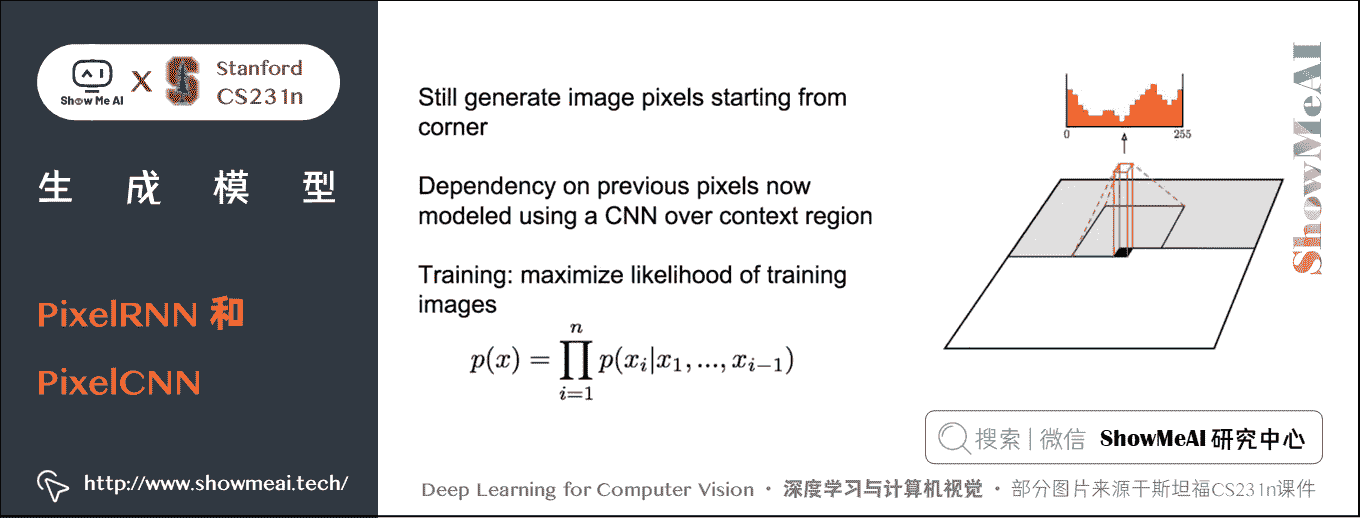 Show Me AI
X
Stanford
CS231n
生成模型
PixelRNN 和
PixelCNN
http://www.showmeai.tech/
Still generate image pixels starting from
corner
Dependency on previous pixels now
modeled using a CNN over context region
Training: maximize likelihood of training
images
p(x) = ∏_{i=1}^{n} p(x_i|x_1, ..., x_{i-1})
0 255
ShowMeAI
搜索 | 微信 ShowMeAI 研究中心
Deep Learning for Computer Vision · 深度学习与计算机视觉 · 部分图片来源于斯坦福CS231n课件